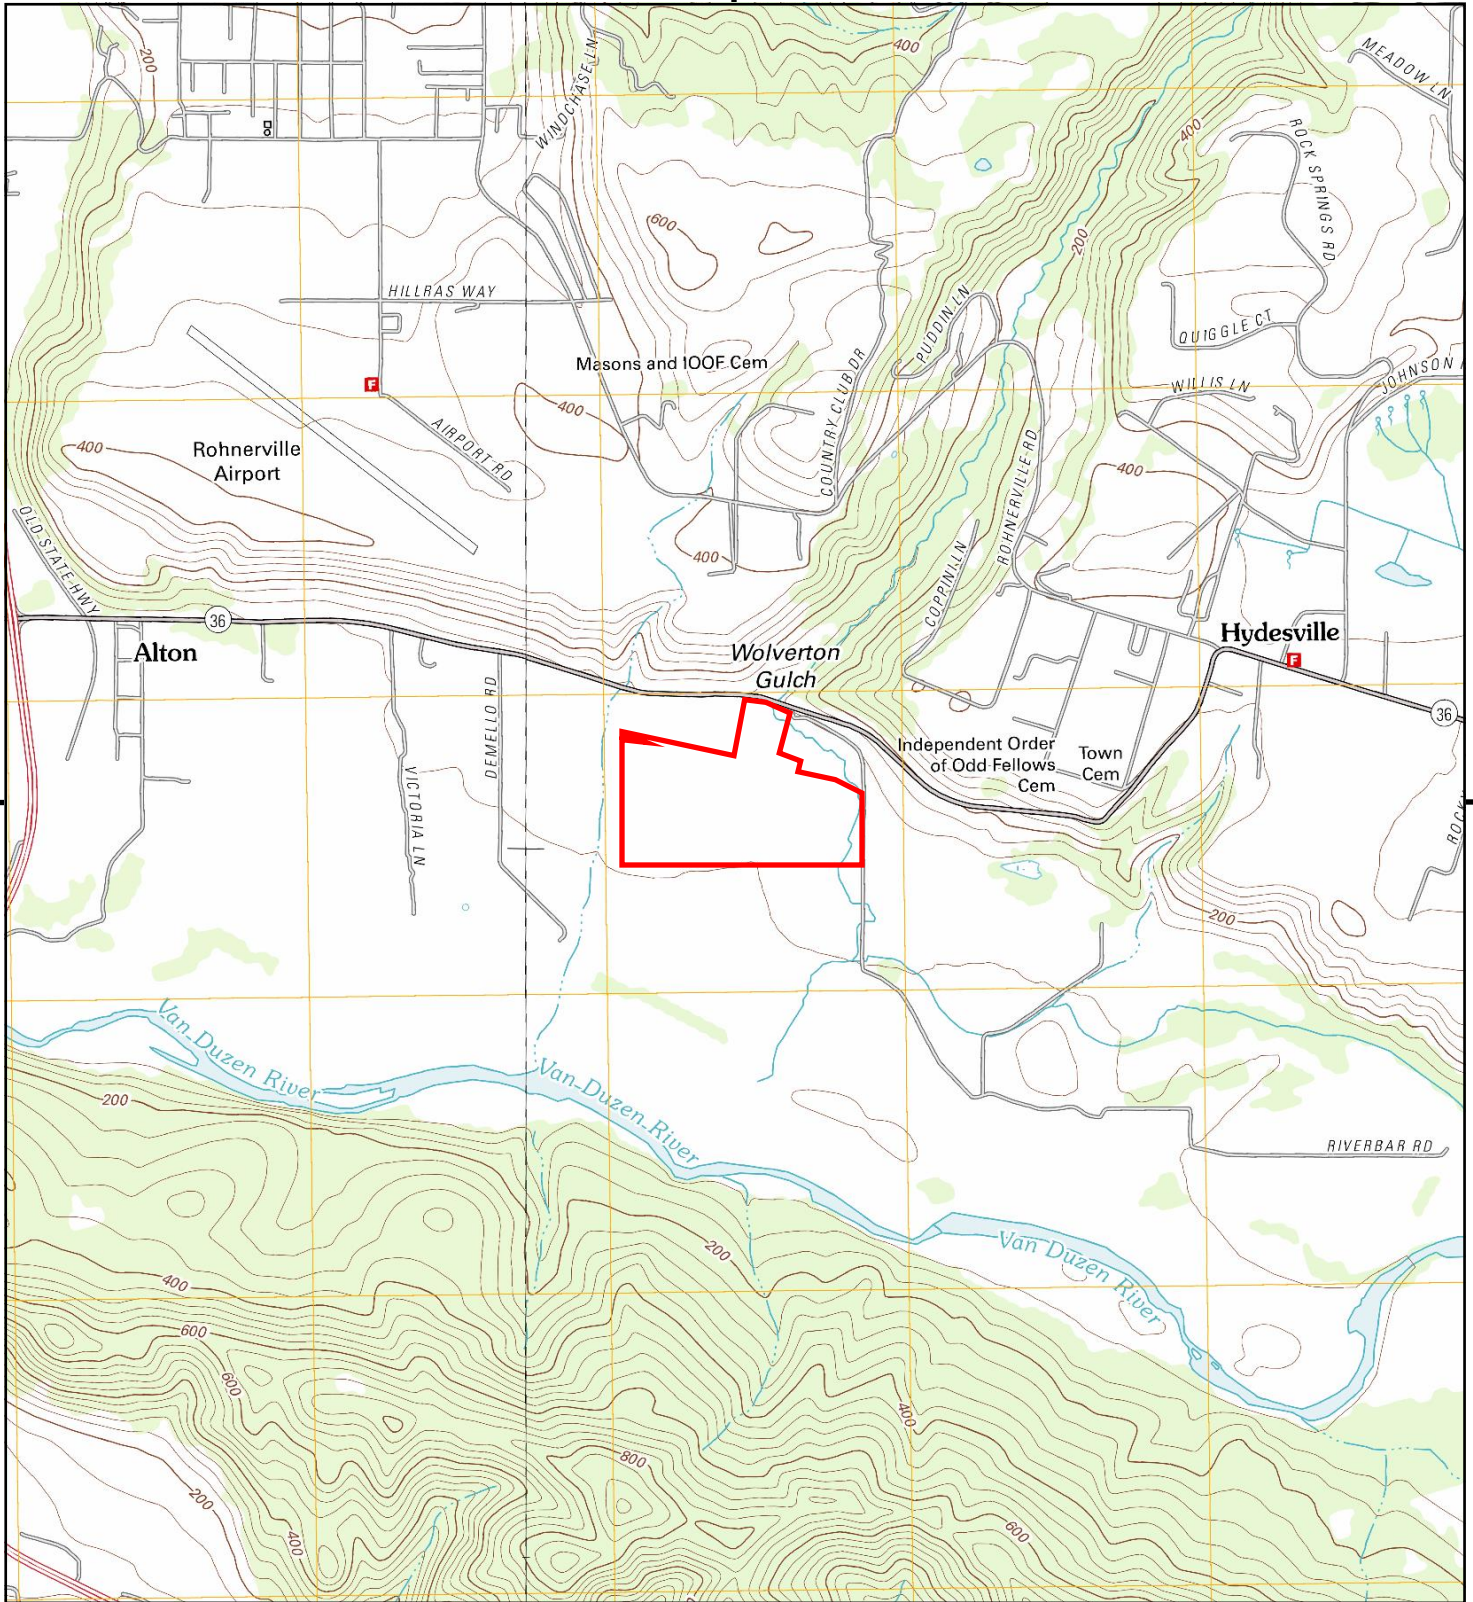 200
400
WINDCHASE LN
MEADOW LN
400
ROCK SPRINGS RD
600
200
HILLRAS WAY
PUDDIN LN
QUIGGLE CT
Masons and IOOF Cem
F
WILLIS LN
JOHNSON
COUNTRY CLUB DR
400
AIRPORT RD
400
Rohnerville
Airport
ROHNERVILLE RD
400
OLD STATE HWY
400
COPPINI LN
36
Alton
Wolverton
Gulch
Hydesville
F
DEMELLO RD
36
Independent Order
of Odd Fellows
Cem
Town
Cem
VICTORIA LN
ROCK
200
Van Duzen River
Van Duzen River
200
RIVERBAR RD
200
Van Duzen River
400
600
600
400
800
200
400
600